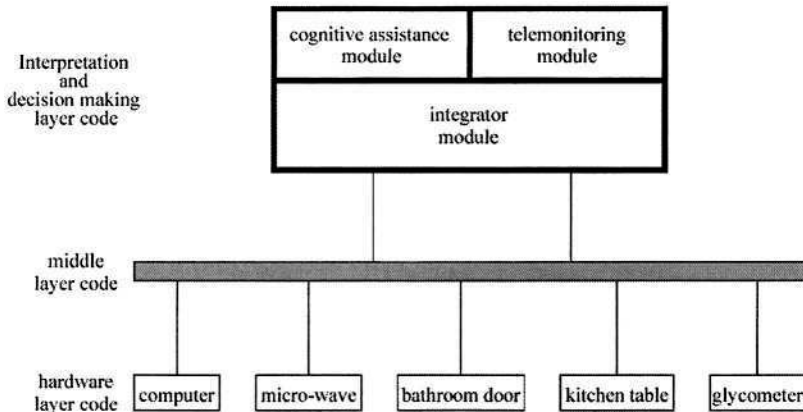 cognitive assistance
module
telemonitoring
module
Interpretation
and
decision making
layer code
integrator
module
middle
layer code
hardware
layer code
computer
micro-wave
bathroom door
kitchen table
glycometer